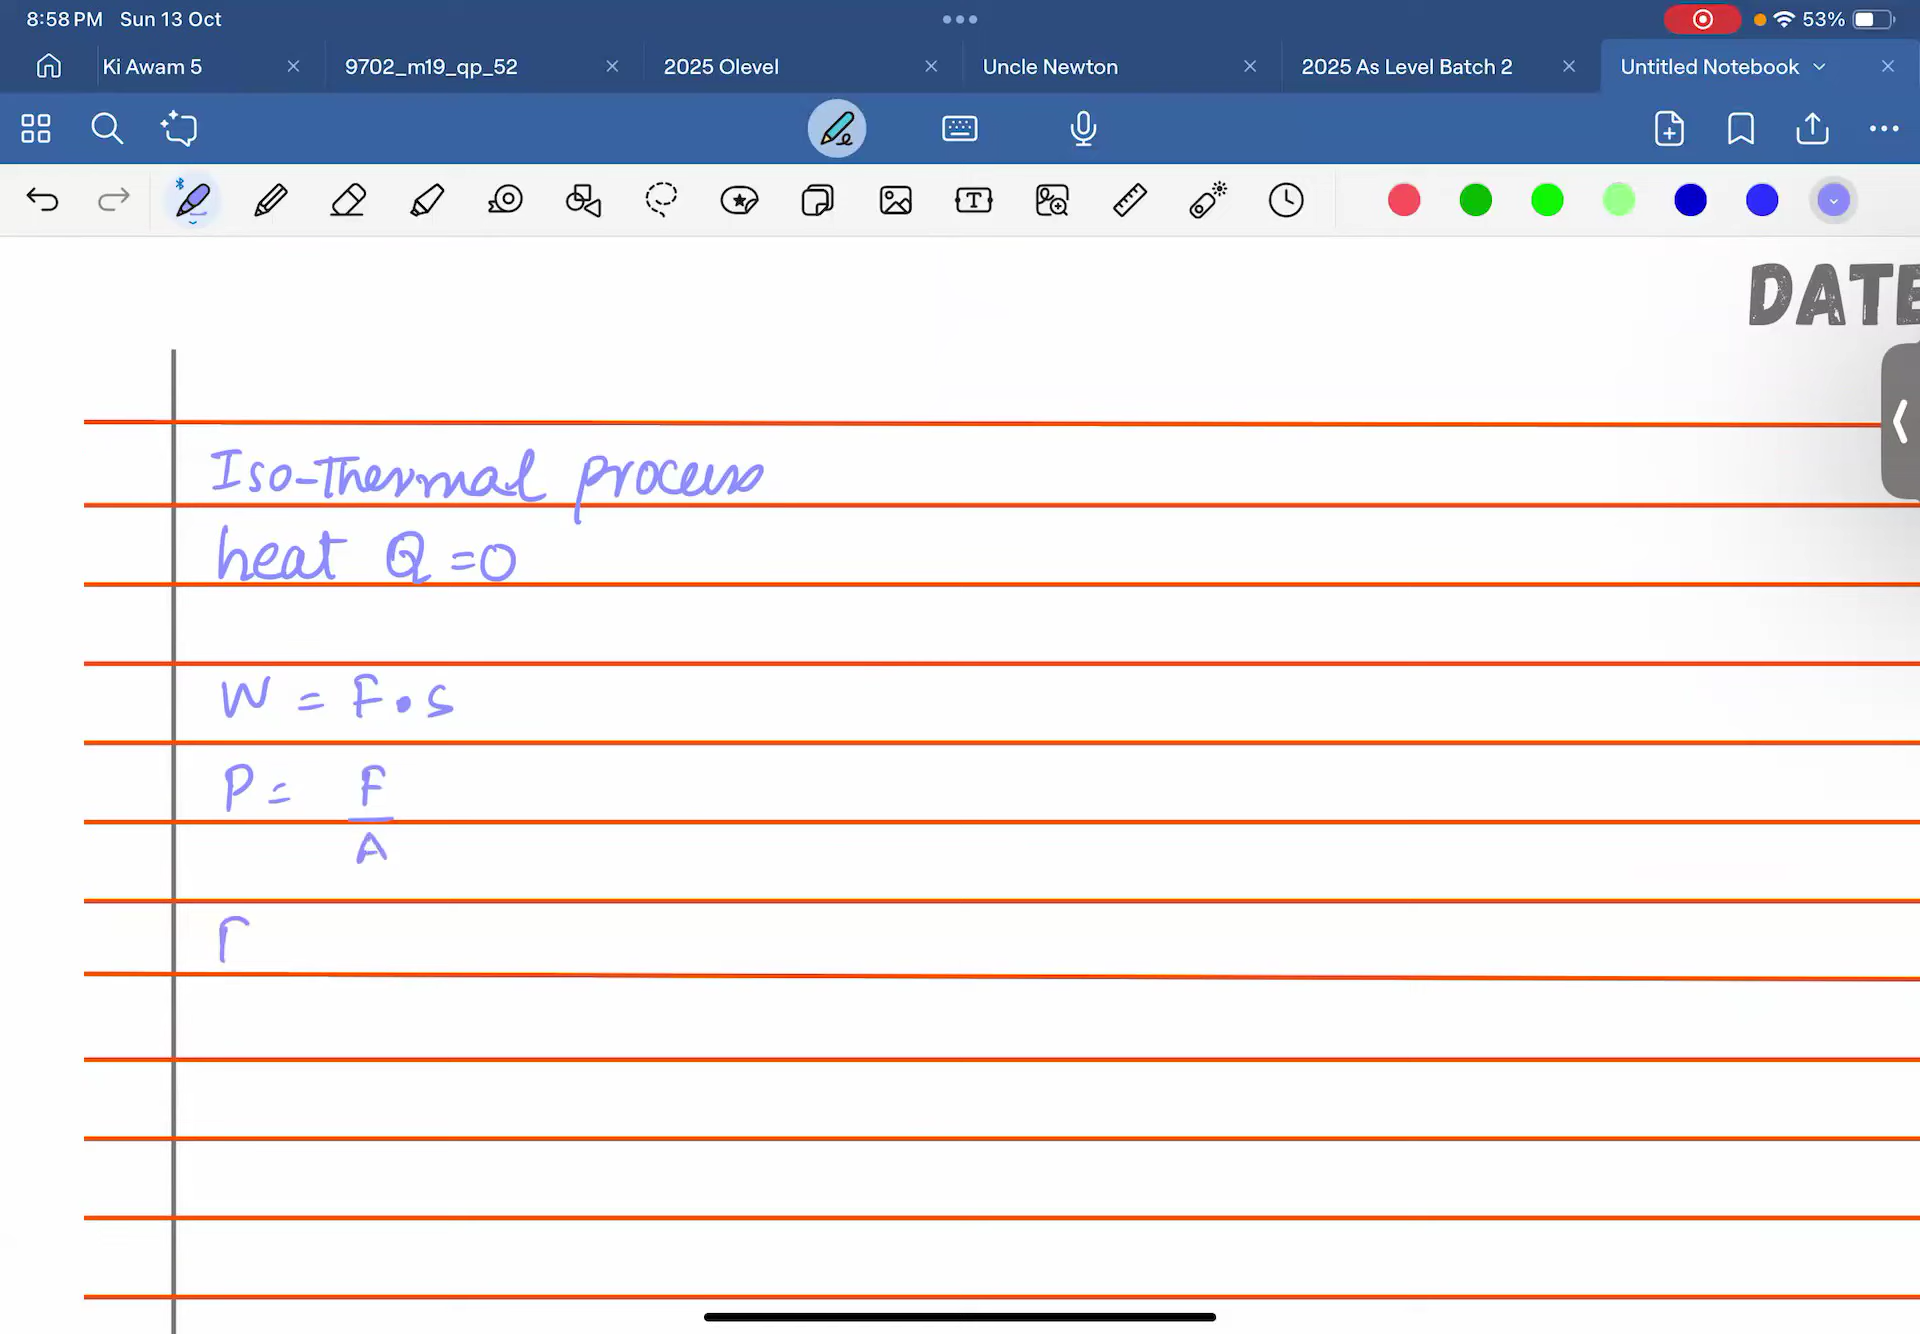 8:58 PM Sun 13 Oct
53%
Ki Awam 5
9702_m19_qp_52
2025 Olevel
Uncle Newton
2025 As Level Batch 2
Untitled Notebook
DATE
Iso-Thermal process
heat Q = 0
W = F • s
P = F
A